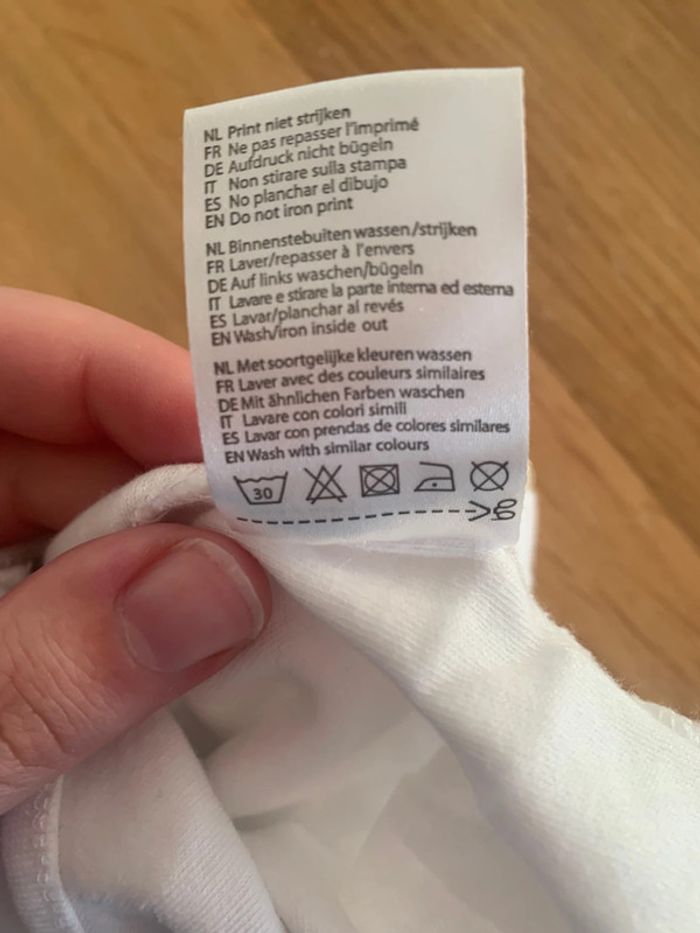 NL Print niet strijken
FR Ne pas repasser l'imprimé
DE Aufdruck nicht bügeln
IT Non stirare sulla stampa
ES No planchar el dibujo
EN Do not iron print
NL Binnenstebuiten wassen/strijken
FR Laver/repasser à l'envers
DE Auf links waschen/bügeln
IT Lavare e stirare la parte interna ed esterna
ES Lavar/planchar al revés
EN Wash/iron inside out
NL Met soortgelijke kleuren wassen
FR Laver avec des couleurs similaires
DE Mit ähnlichen Farben waschen
IT Lavare con colori simili
ES Lavar con prendas de colores similares
EN Wash with similar colours
30